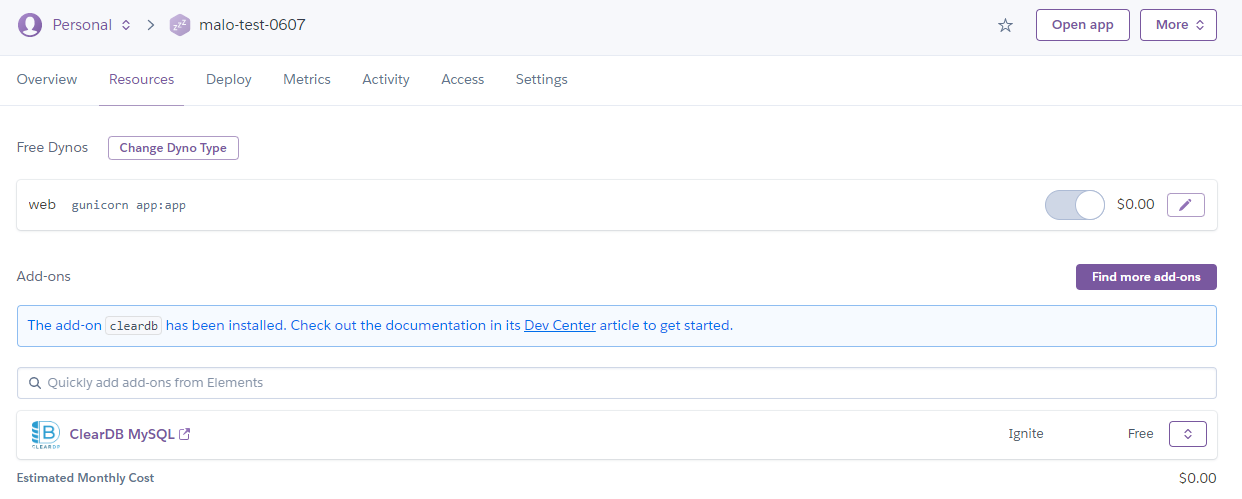 Personal malo-test-0607 Open app More
Overview Resources Deploy Metrics Activity Access Settings
Free Dynos Change Dyno Type
web gunicorn app:app $0.00
Add-ons Find more add-ons
The add-on cleardb has been installed. Check out the documentation in its Dev Center article to get started.
Quickly add add-ons from Elements
B CLEARDB ClearDB MySQL Ignite Free
Estimated Monthly Cost $0.00